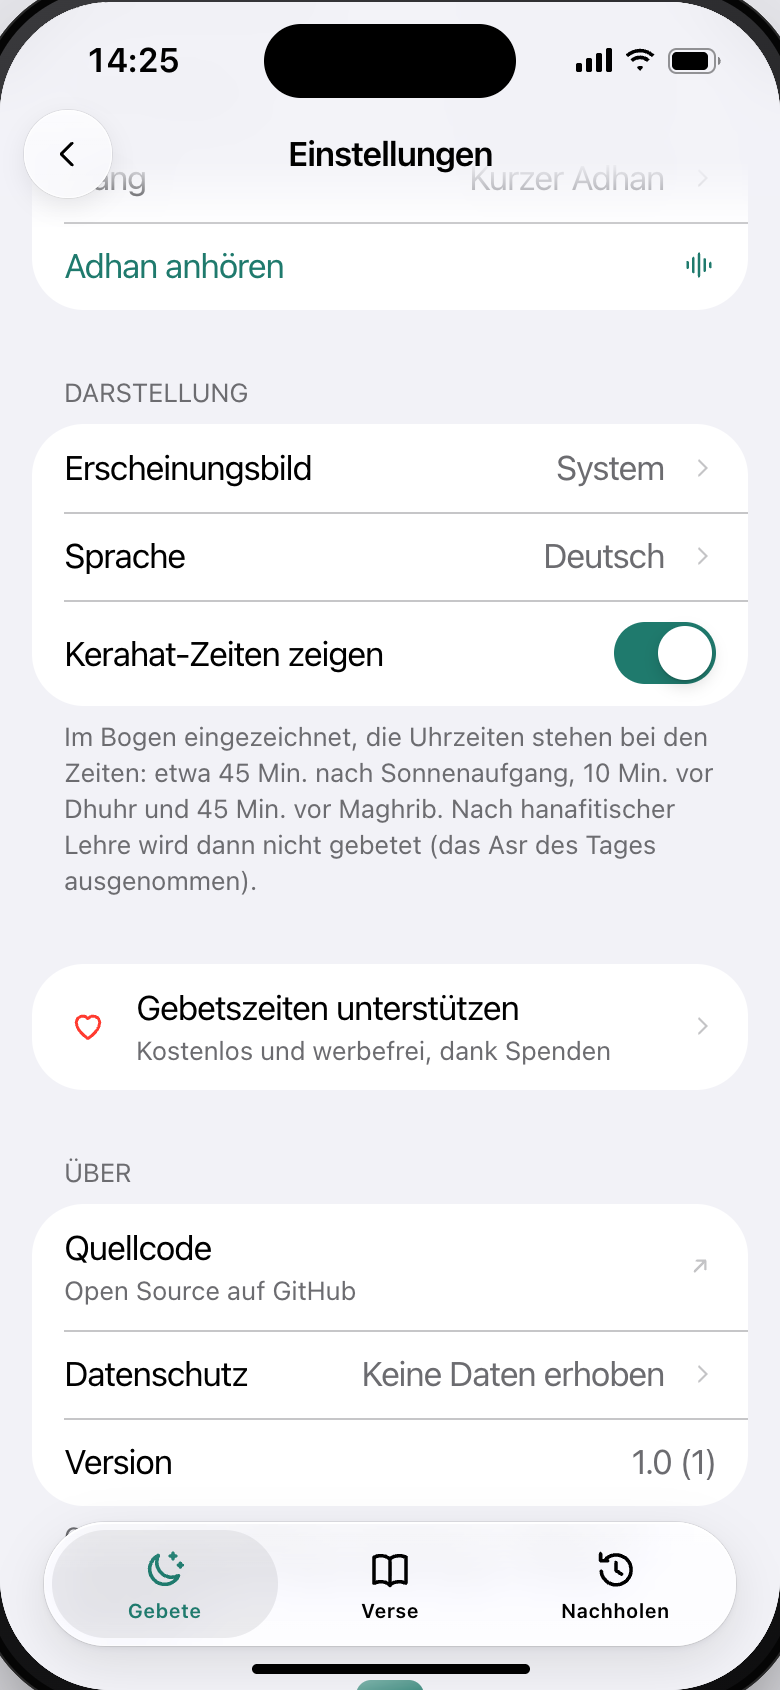 14:25
Einstellungen
Kurzer Adhan
Adhan anhören
DARSTELLUNG
Erscheinungsbild System
Sprache Deutsch
Kerahat-Zeiten zeigen
Im Bogen eingezeichnet, die Uhrzeiten stehen bei den
Zeiten: etwa 45 Min. nach Sonnenaufgang, 10 Min. vor
Dhuhr und 45 Min. vor Maghrib. Nach hanafitischer
Lehre wird dann nicht gebetet (das Asr des Tages
ausgenommen).
Gebetszeiten unterstützen
Kostenlos und werbefrei, dank Spenden
ÜBER
Quellcode
Open Source auf GitHub
Datenschutz Keine Daten erhoben
Version 1.0 (1)
Gebete Verse Nachholen